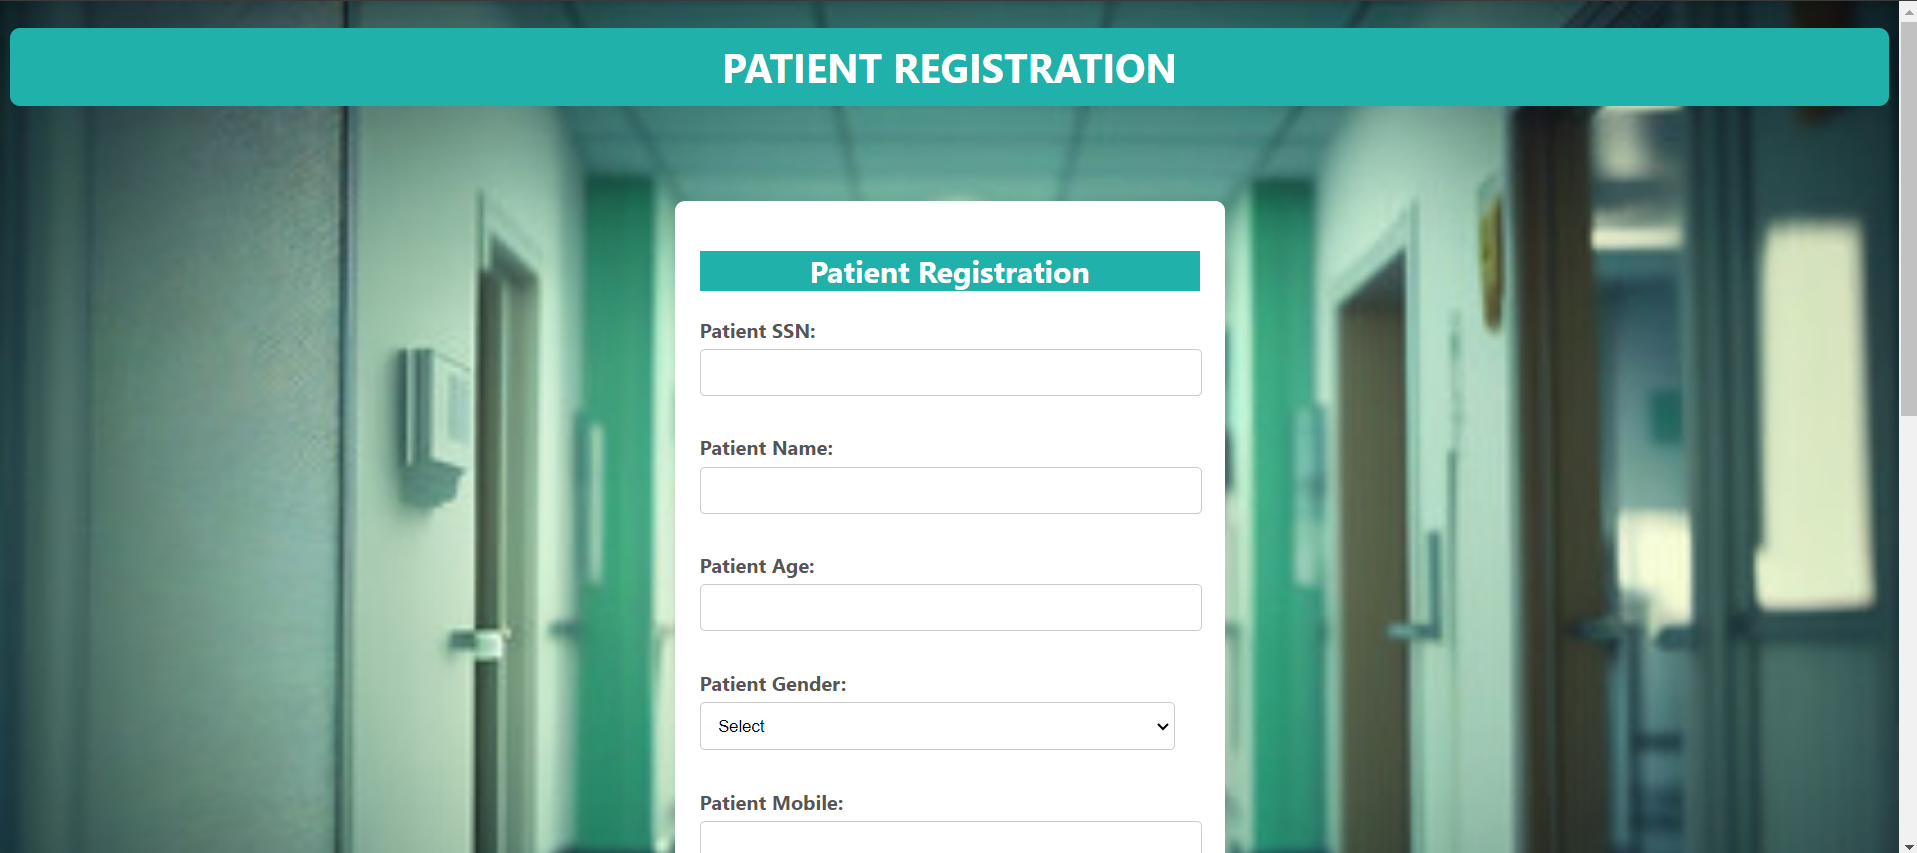 PATIENT REGISTRATION
Patient Registration
Patient SSN:
Patient Name:
Patient Age:
Patient Gender:
Select
Patient Mobile: